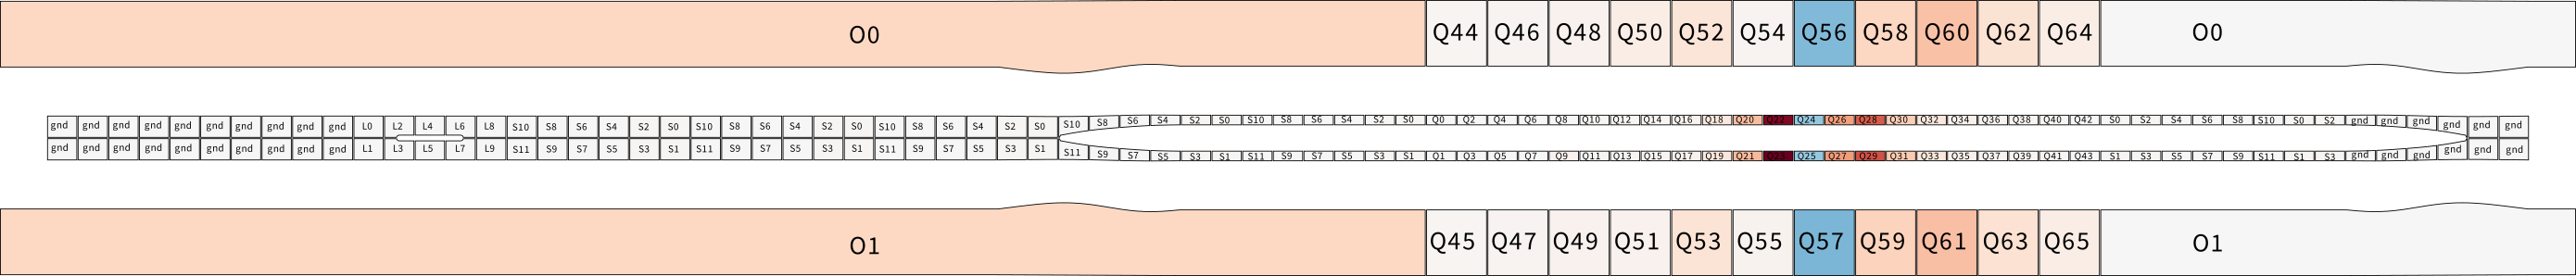 O0 Q44 Q46 Q48 Q50 Q52 Q54 Q56 Q58 Q60 Q62 Q64 O0
gnd gnd gnd gnd gnd gnd gnd gnd gnd gnd L0 L2 L4 L6 L8 S10 S8 S6 S4 S2 S0 S10 S8 S6 S4 S2 S0 S10 S8 S6 S4 S2 S0 S10 S8 S6 S4 S2 S0 S10 S8 S6 S4 S2 S0 Q0 Q2 Q4 Q6 Q8 Q10 Q12 Q14 Q16 Q18 Q20 Q22 Q24 Q26 Q28 Q30 Q32 Q34 Q36 Q38 Q40 Q42 S0 S2 S4 S6 S8 S10 S0 S2 gnd gnd gnd gnd gnd gnd
gnd gnd gnd gnd gnd gnd gnd gnd gnd gnd L1 L3 L5 L7 L9 S11 S9 S7 S5 S3 S1 S11 S9 S7 S5 S3 S1 S11 S9 S7 S5 S3 S1 S11 S9 S7 S5 S3 S1 S11 S9 S7 S5 S3 S1 Q1 Q3 Q5 Q7 Q9 Q11 Q13 Q15 Q17 Q19 Q21 Q23 Q25 Q27 Q29 Q31 Q33 Q35 Q37 Q39 Q41 Q43 S1 S3 S5 S7 S9 S11 S1 S3 gnd gnd gnd gnd gnd gnd
O1 Q45 Q47 Q49 Q51 Q53 Q55 Q57 Q59 Q61 Q63 Q65 O1